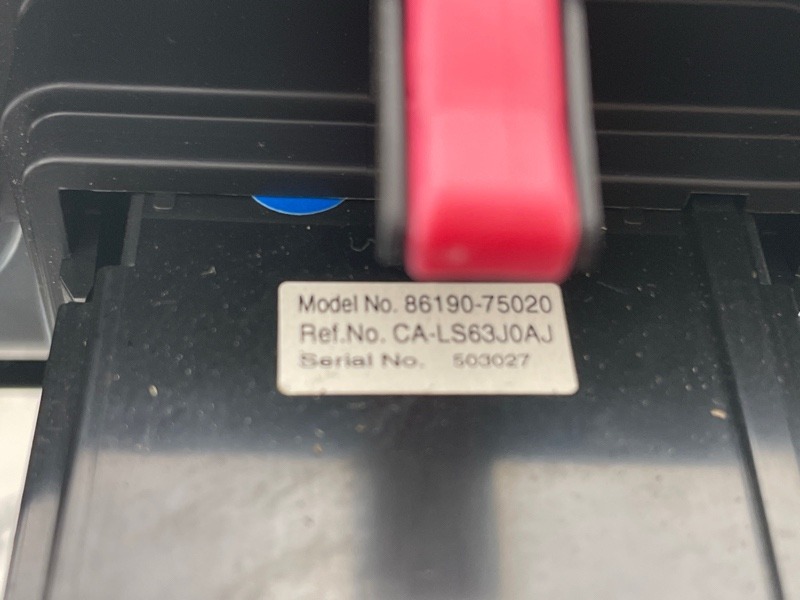 Model No. 86190-75020
Ref.No. CA-LS63J0AJ
Serial No. 503027